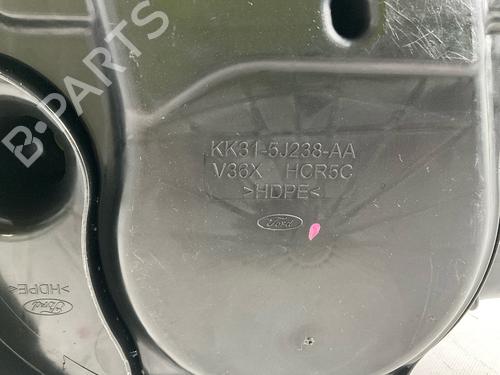 B-PARTS
KK31-5J238-AA
V36X HCR5C
>HDPE<
Ford
>HDPE<
Ford